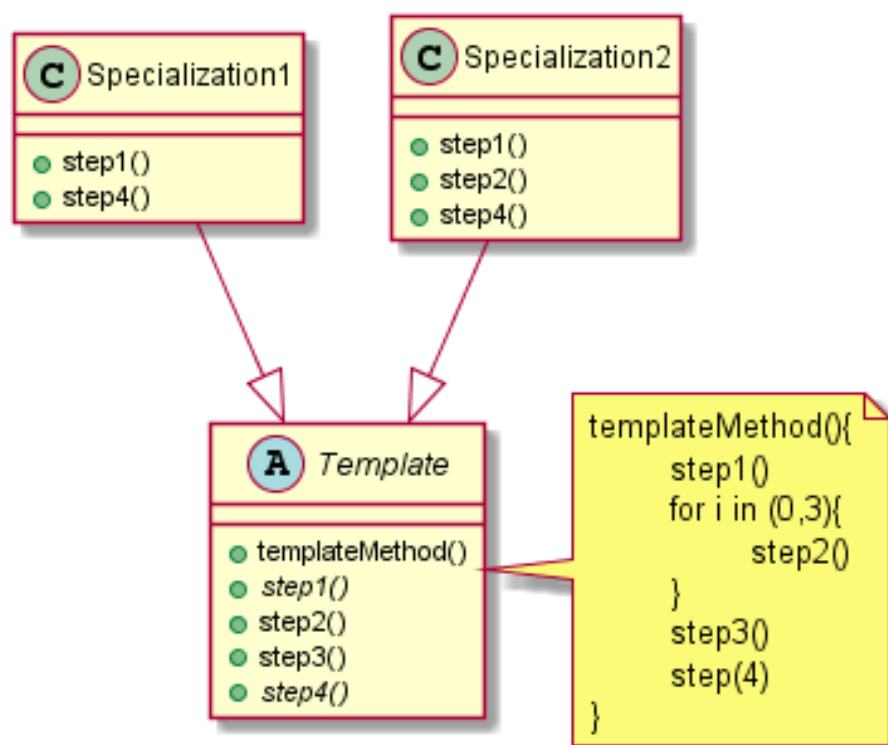 C Specialization1
step1()
step4()
C Specialization2
step1()
step2()
step4()
A Template
templateMethod()
step1()
step2()
step3()
step4()
templateMethod(){
step1()
for i in (0,3){
step2()
}
step3()
step(4)
}